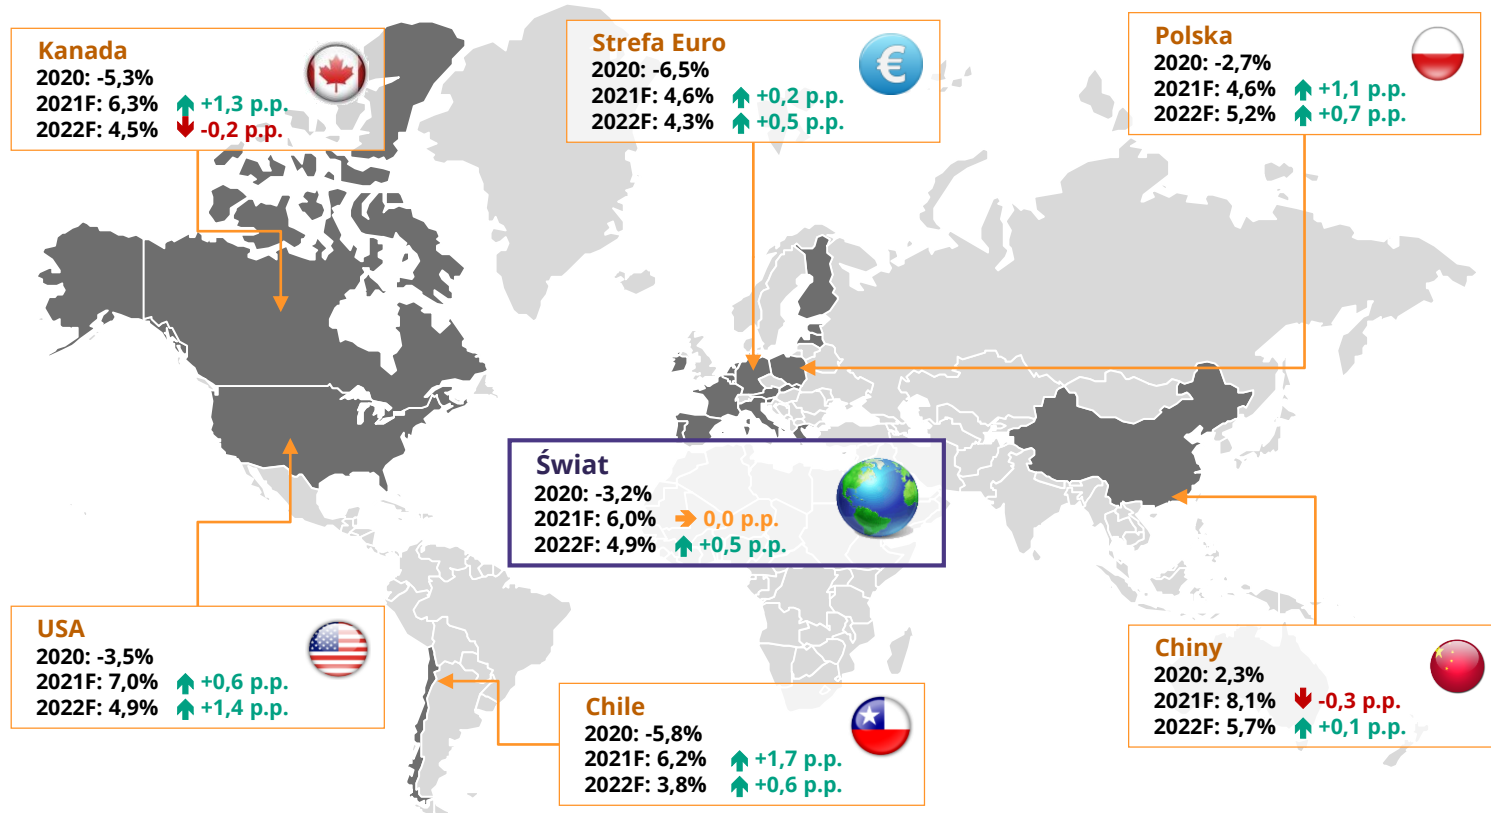 Kanada
2020: -5,3%
2021F: 6,3% +1,3 p.p.
2022F: 4,5% -0,2 p.p.
Strefa Euro
2020: -6,5%
2021F: 4,6% +0,2 p.p.
2022F: 4,3% +0,5 p.p.
€
Polska
2020: -2,7%
2021F: 4,6% +1,1 p.p.
2022F: 5,2% +0,7 p.p.
Świat
2020: -3,2%
2021F: 6,0% 0,0 p.p.
2022F: 4,9% +0,5 p.p.
USA
2020: -3,5%
2021F: 7,0% +0,6 p.p.
2022F: 4,9% +1,4 p.p.
Chile
2020: -5,8%
2021F: 6,2% +1,7 p.p.
2022F: 3,8% +0,6 p.p.
Chiny
2020: 2,3%
2021F: 8,1% -0,3 p.p.
2022F: 5,7% +0,1 p.p.